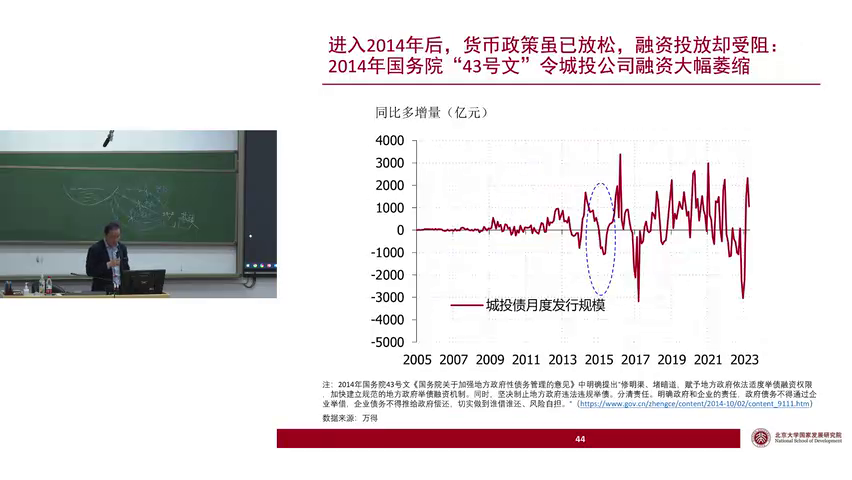 进入2014年后，货币政策虽已放松，融资投放却受阻：
2014年国务院“43号文”令城投公司融资大幅萎缩
同比多增量（亿元）
4000
3000
2000
1000
0
-1000
-2000
-3000
-4000
-5000
城投债月度发行规模
2005 2007 2009 2011 2013 2015 2017 2019 2021 2023
注：2014年国务院43号文《国务院关于加强地方政府性债务管理的意见》中明确提出“修明渠、堵暗道，赋予地方政府依法适度举债融资权限
，加快建立规范的地方政府举债融资机制。同时，坚决制止地方政府违法违规举债。分清责任。明确政府和企业的责任，政府债务不得通过企
业举借，企业债务不得推给政府偿还，切实做到谁借谁还、风险自担。”（https://www.gov.cn/zhengce/content/2014-10/02/content_9111.htm）
数据来源：万得
44
北京大学国家发展研究院
National School of Development